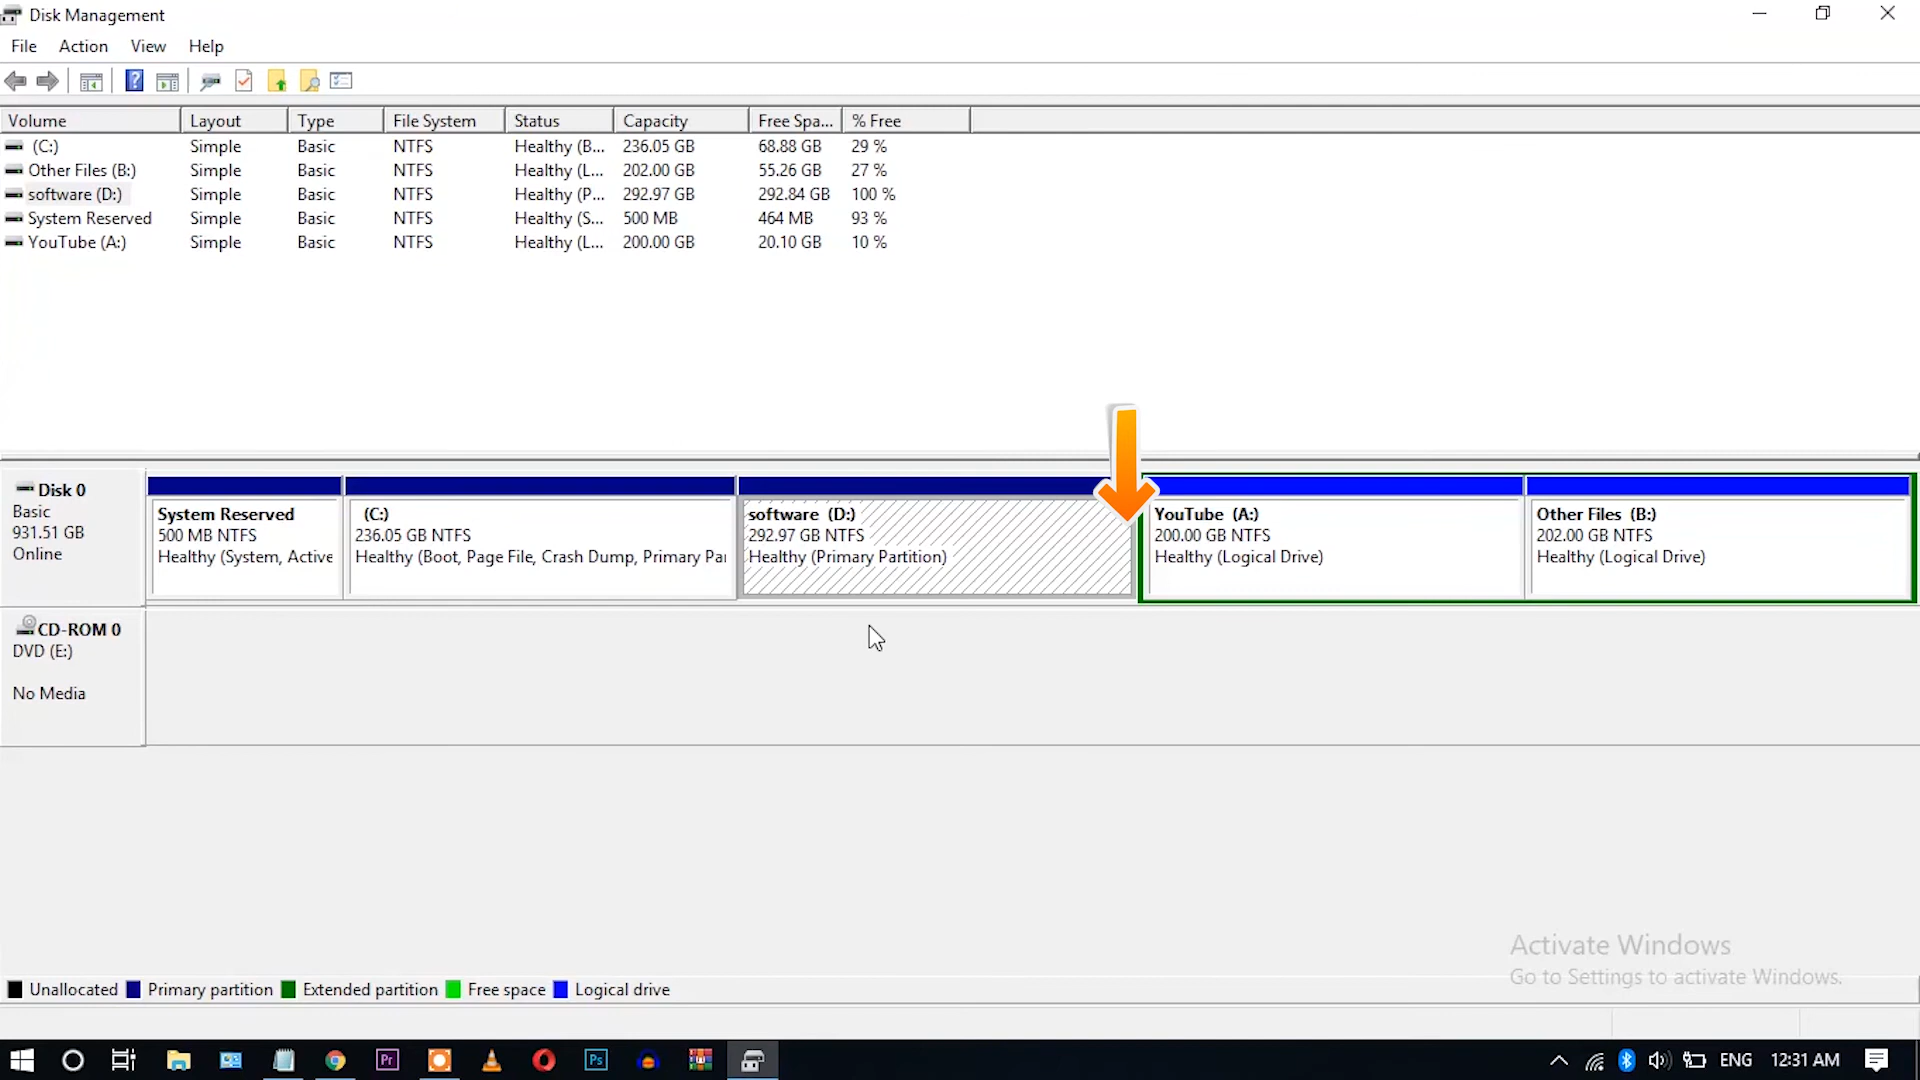 Disk Management
File Action View Help
Volume Layout Type File System Status Capacity Free Spa... % Free
(C:) Simple Basic NTFS Healthy (B... 236.05 GB 68.88 GB 29 %
Other Files (B:) Simple Basic NTFS Healthy (L... 202.00 GB 55.26 GB 27 %
software (D:) Simple Basic NTFS Healthy (P... 292.97 GB 292.84 GB 100 %
System Reserved Simple Basic NTFS Healthy (S... 500 MB 464 MB 93 %
YouTube (A:) Simple Basic NTFS Healthy (L... 200.00 GB 20.10 GB 10 %
Disk 0
Basic
931.51 GB
Online
System Reserved
500 MB NTFS
Healthy (System, Active
(C:)
236.05 GB NTFS
Healthy (Boot, Page File, Crash Dump, Primary Par
software (D:)
292.97 GB NTFS
Healthy (Primary Partition)
YouTube (A:)
200.00 GB NTFS
Healthy (Logical Drive)
Other Files (B:)
202.00 GB NTFS
Healthy (Logical Drive)
CD-ROM 0
DVD (E:)
No Media
Activate Windows
Go to Settings to activate Windows.
Unallocated Primary partition Extended partition Free space Logical drive
Pr Ps ENG 12:31 AM